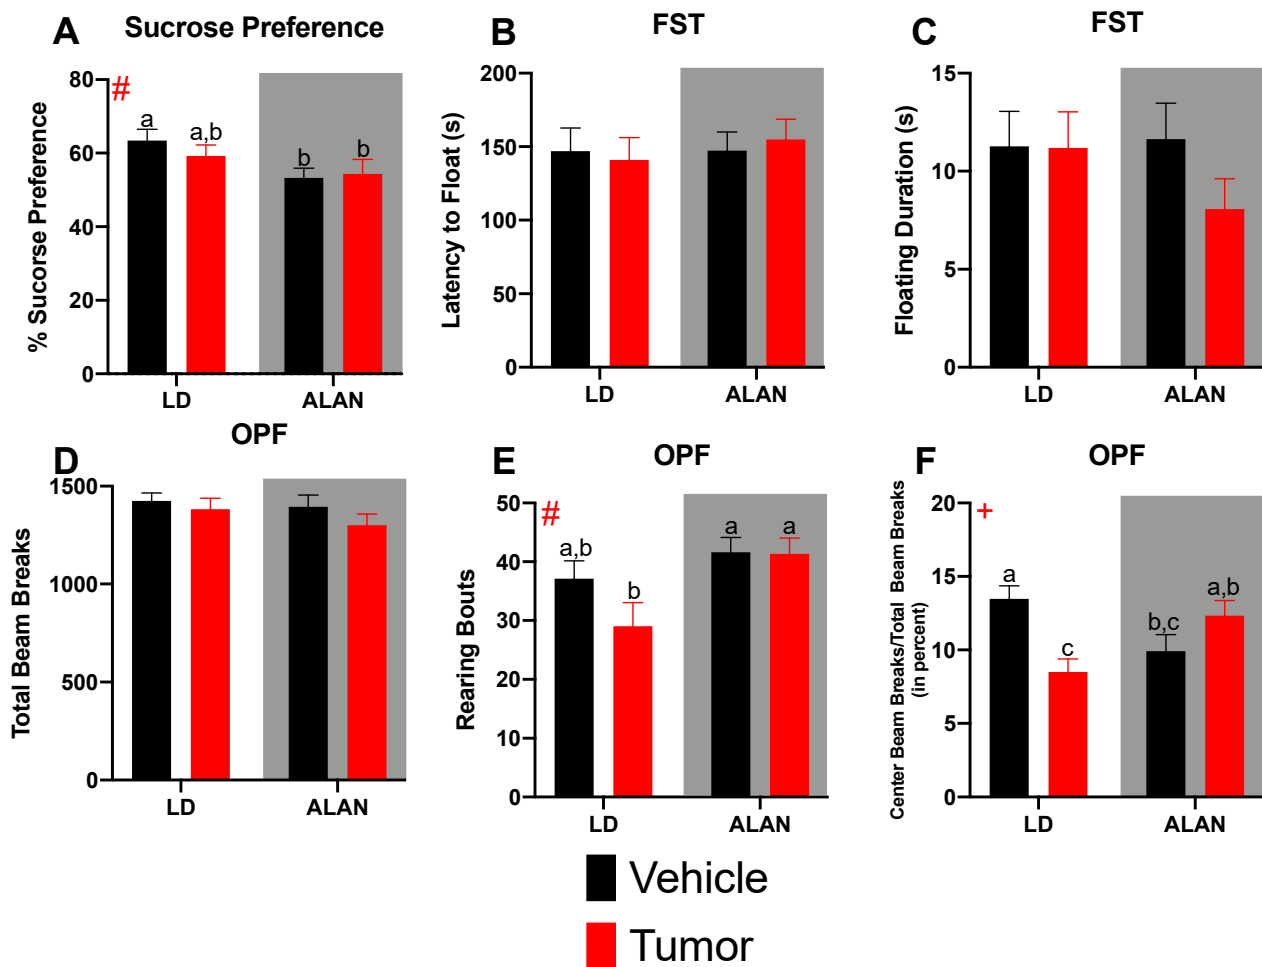 A
Sucrose Preference
% Sucorse Preference
80
60
40
20
0
#
a
a,b
b
b
LD
ALAN
B
FST
Latency to Float (s)
200
150
100
50
0
LD
ALAN
C
FST
Floating Duration (s)
15
10
5
0
LD
ALAN
D
OPF
Total Beam Breaks
1500
1000
500
0
LD
ALAN
E
OPF
Rearing Bouts
50
40
30
20
10
0
#
a,b
b
a
a
LD
ALAN
F
OPF
Center Beam Breaks/Total Beam Breaks
(in percent)
20
15
10
5
0
+
a
c
b,c
a,b
LD
ALAN
Vehicle
Tumor